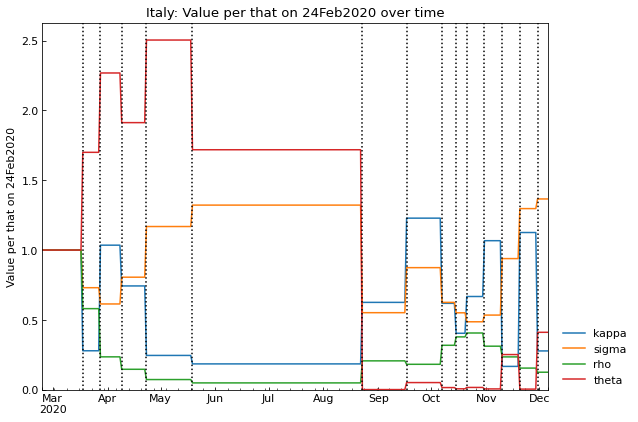 Italy: Value per that on 24Feb2020 over time
Value per that on 24Feb2020
2.5
2.0
1.5
1.0
0.5
0.0
Mar Apr May Jun Jul Aug Sep Oct Nov Dec
2020
kappa
sigma
rho
theta